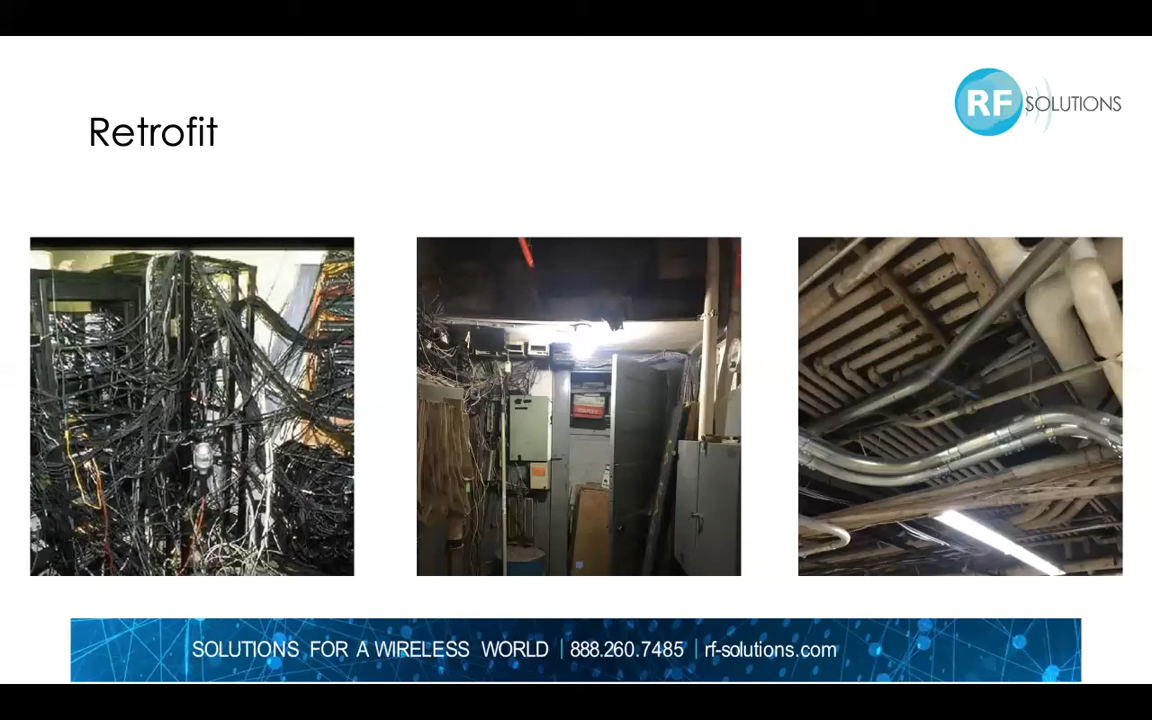 Retrofit
RF SOLUTIONS
SOLUTIONS FOR A WIRELESS WORLD | 888.260.7485 | rf-solutions.com